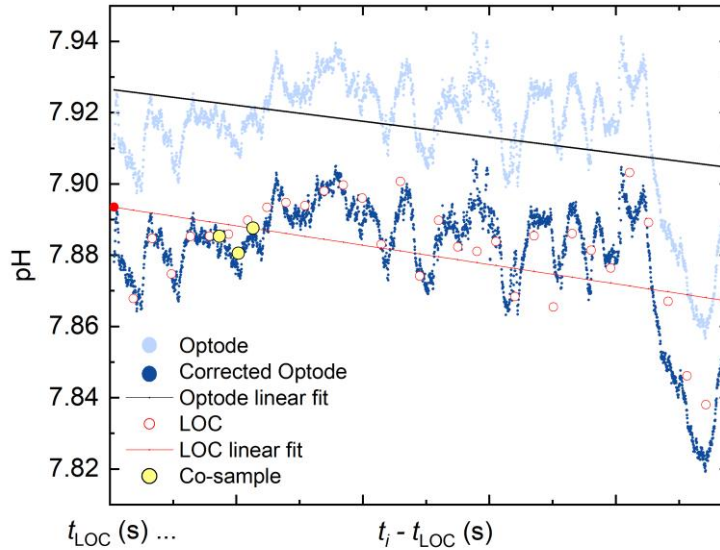 pH
7.94
7.92
7.90
7.88
7.86
7.84
7.82
Optode
Corrected Optode
Optode linear fit
LOC
LOC linear fit
Co-sample
tLOC (s) ... ti - tLOC (s)